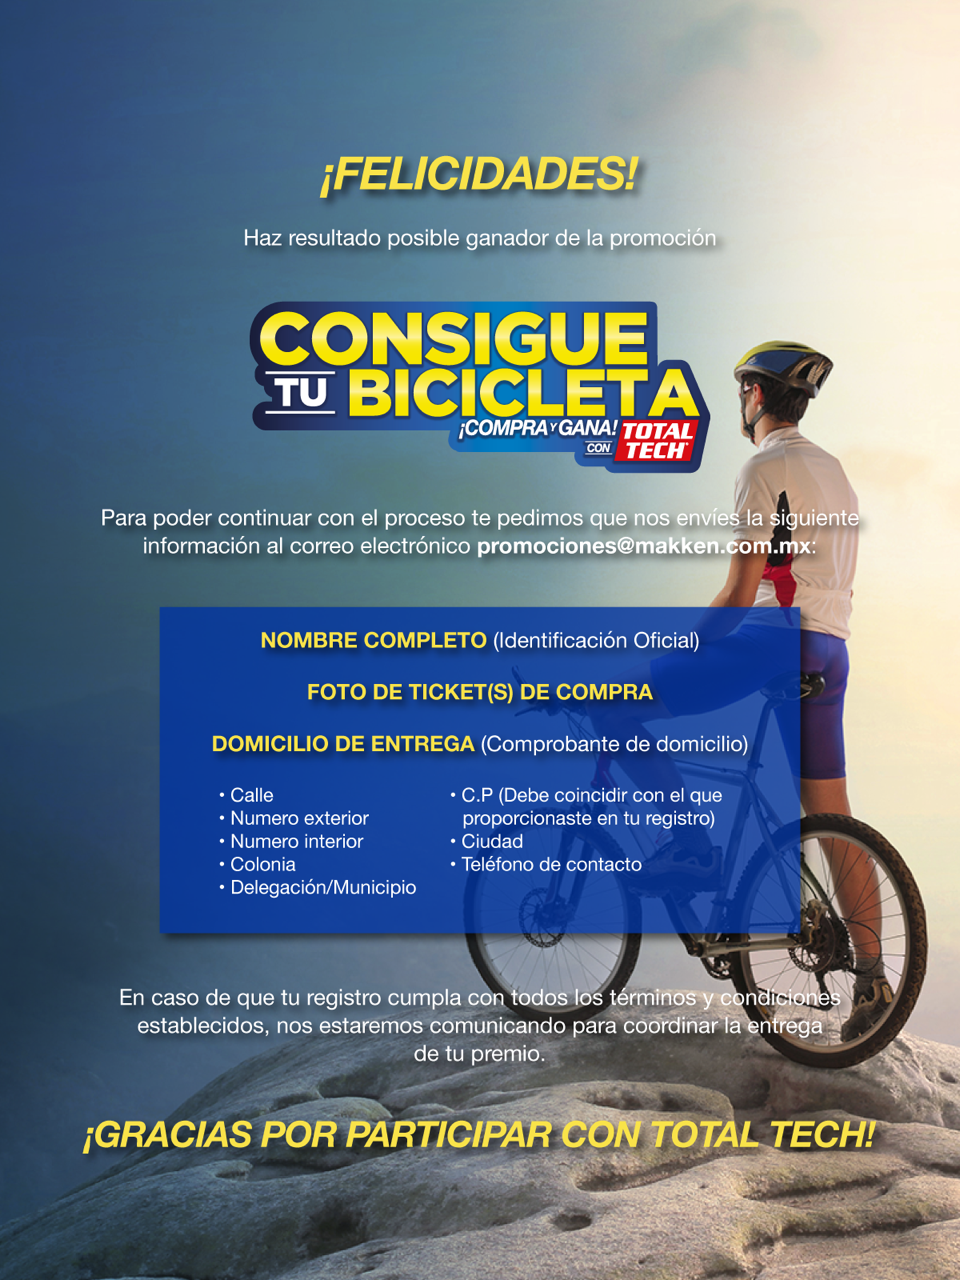 ¡FELICIDADES!
Haz resultado posible ganador de la promoción
CONSIGUE
TU BICICLETA
¡COMPRA Y GANA!
CON TOTAL TECH
Para poder continuar con el proceso te pedimos que nos envíes la siguiente
información al correo electrónico promociones@makken.com.mx:
NOMBRE COMPLETO (Identificación Oficial)
FOTO DE TICKET(S) DE COMPRA
DOMICILIO DE ENTREGA (Comprobante de domicilio)
• Calle
• Numero exterior
• Numero interior
• Colonia
• Delegación/Municipio
• C.P (Debe coincidir con el que
proporcionaste en tu registro)
• Ciudad
• Teléfono de contacto
En caso de que tu registro cumpla con todos los términos y condiciones
establecidos, nos estaremos comunicando para coordinar la entrega
de tu premio.
¡GRACIAS POR PARTICIPAR CON TOTAL TECH!